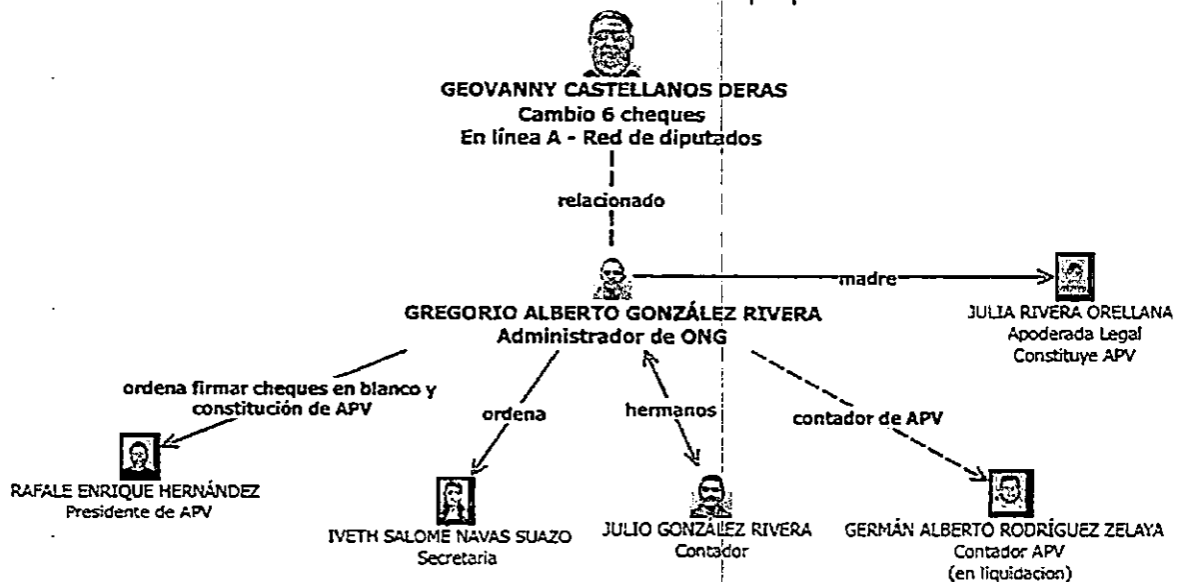 GEOVANNY CASTELLANOS DERAS
Cambio 6 cheques
En línea A - Red de diputados
relacionado
madre
GREGORIO ALBERTO GONZÁLEZ RIVERA
Administrador de ONG
JULIA RIVERA ORELLANA
Apoderada Legal
Constituye APV
ordena firmar cheques en blanco y
constitución de APV
ordena
hermanos
contador de APV
RAFALE ENRIQUE HERNÁNDEZ
Presidente de APV
IVETH SALOME NAVAS SUAZO
Secretaria
JULIO GONZÁLEZ RIVERA
Contador
GERMÁN ALBERTO RODRÍGUEZ ZELAYA
Contador APV
(en liquidacion)